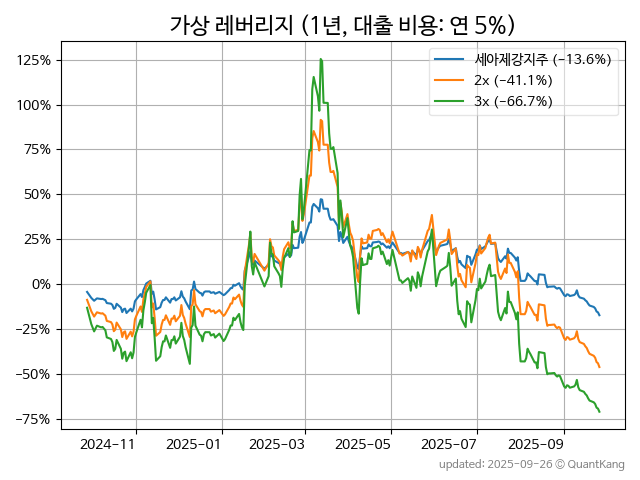 가상 레버리지 (1년, 대출 비용: 연 5%)
세아제강지주 (-13.6%)
2x (-41.1%)
3x (-66.7%)
125%
100%
75%
50%
25%
0%
-25%
-50%
-75%
2024-11 2025-01 2025-03 2025-05 2025-07 2025-09
updated: 2025-09-26 © QuantKang